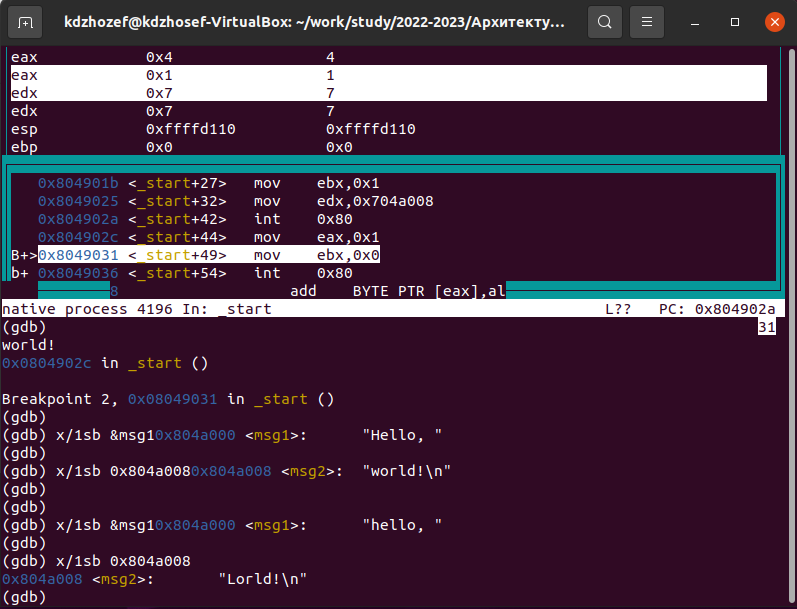 kdzhozef@kdzhosef-VirtualBox: ~/work/study/2022-2023/Архитекту...
eax 0x4 4
eax 0x1 1
edx 0x7 7
edx 0x7 7
esp 0xffffd110 0xffffd110
ebp 0x0 0x0
0x804901b <_start+27> mov ebx,0x1
0x8049025 <_start+32> mov edx,0x704a008
0x804902a <_start+42> int 0x80
0x804902c <_start+44> mov eax,0x1
B+>0x8049031 <_start+49> mov ebx,0x0
b+ 0x8049036 <_start+54> int 0x80
8 add BYTE PTR [eax],al
native process 4196 In: _start L?? PC: 0x804902a
(gdb) 31
world!
0x0804902c in _start ()
Breakpoint 2, 0x08049031 in _start ()
(gdb)
(gdb) x/1sb &msg10x804a000 <msg1>: "Hello, "
(gdb)
(gdb) x/1sb 0x804a0080x804a008 <msg2>: "world!\n"
(gdb)
(gdb)
(gdb) x/1sb &msg10x804a000 <msg1>: "hello, "
(gdb)
(gdb) x/1sb 0x804a008
0x804a008 <msg2>: "Lorld!\n"
(gdb)